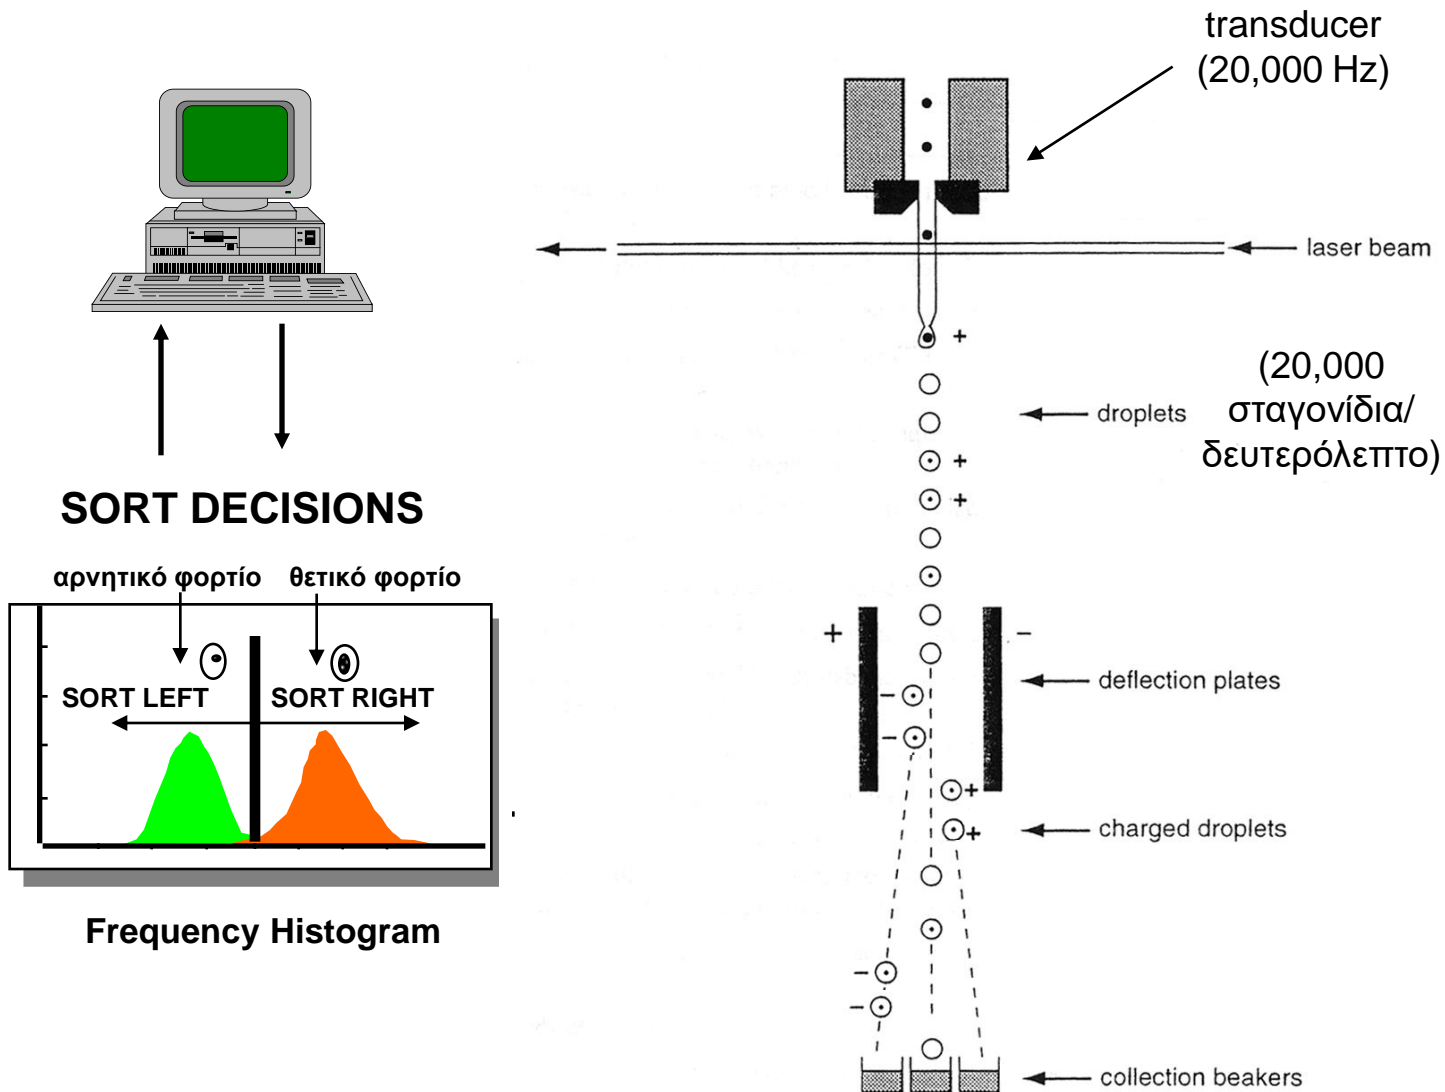 transducer
(20,000 Hz)
laser beam
+
(20,000
droplets
σταγονίδια/
δευτερόλεπτο)
+
+
SORT DECISIONS
αρνητικό φορτίο θετικό φορτίο
SORT LEFT SORT RIGHT
Frequency Histogram
+ −
deflection plates
−
−
+
+
charged droplets
−
−
collection beakers